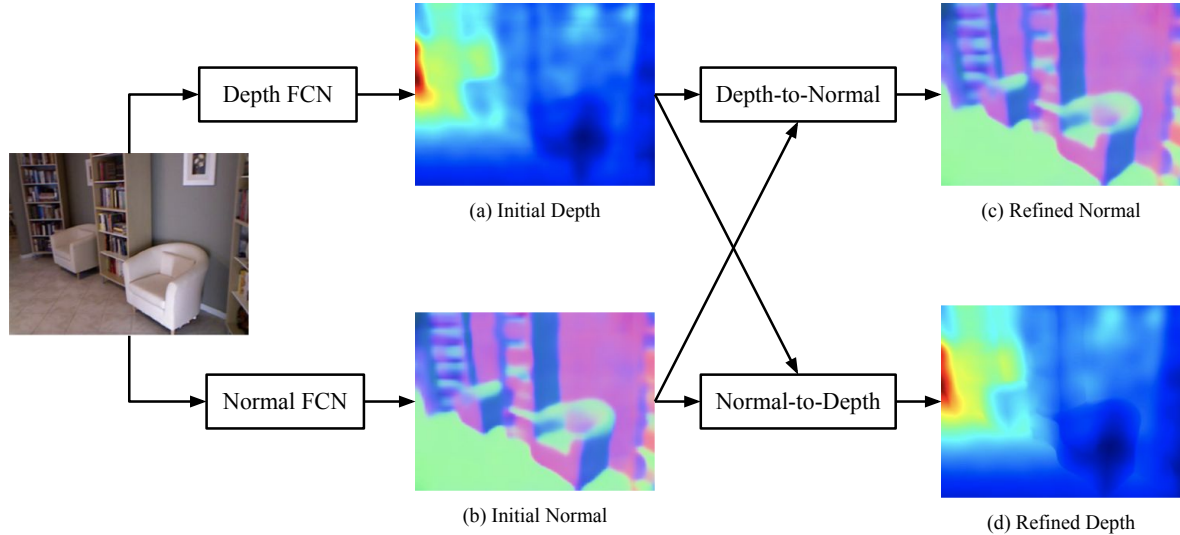 Depth FCN
Depth-to-Normal
(a) Initial Depth
(c) Refined Normal
Normal FCN
Normal-to-Depth
(b) Initial Normal
(d) Refined Depth